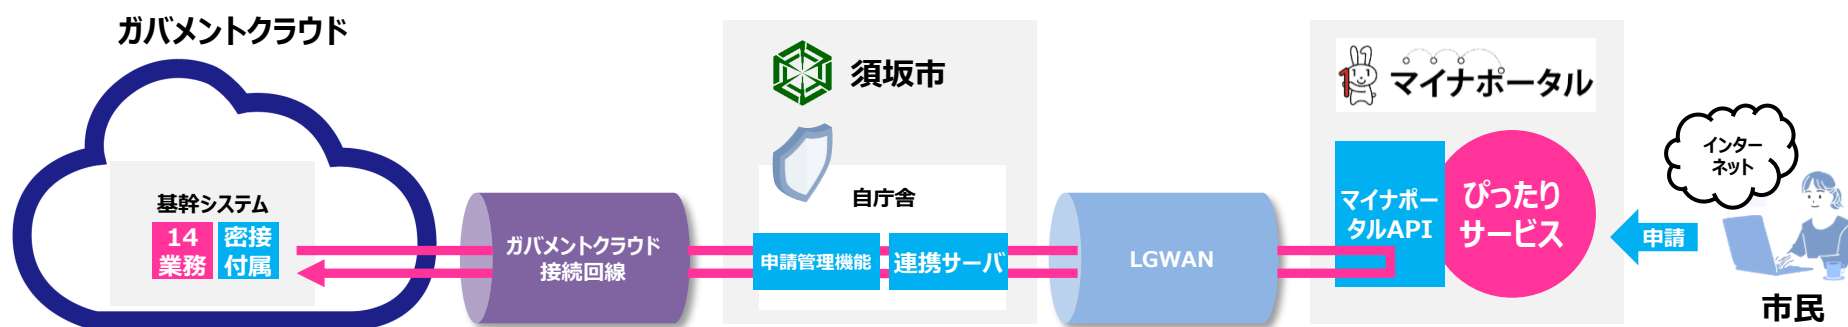 ガバメントクラウド
基幹システム
14
業務
密接
付属
ガバメントクラウド
接続回線
須坂市
自庁舎
申請管理機能
連携サーバ
LGWAN
マイナポータル
マイナポー
タルAPI
ぴったり
サービス
インター
ネット
申請
市民